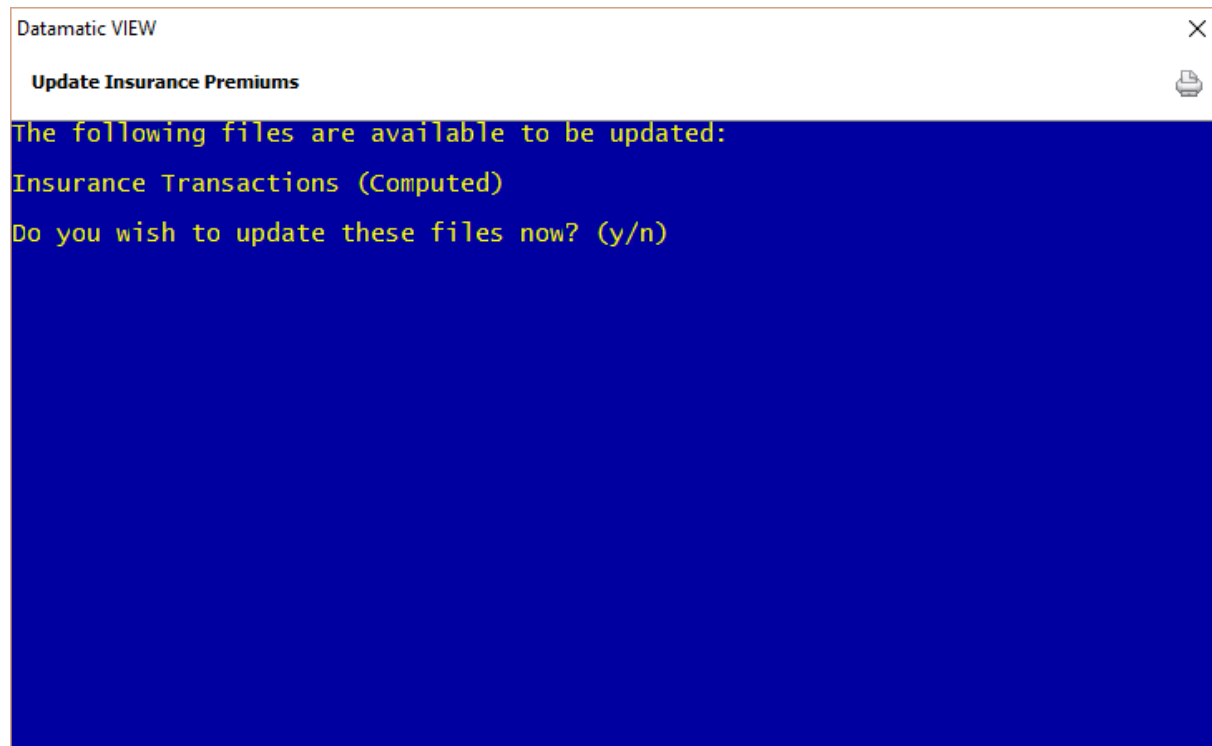 Datamatic VIEW
Update Insurance Premiums
The following files are available to be updated:
Insurance Transactions (Computed)
Do you wish to update these files now? (y/n)